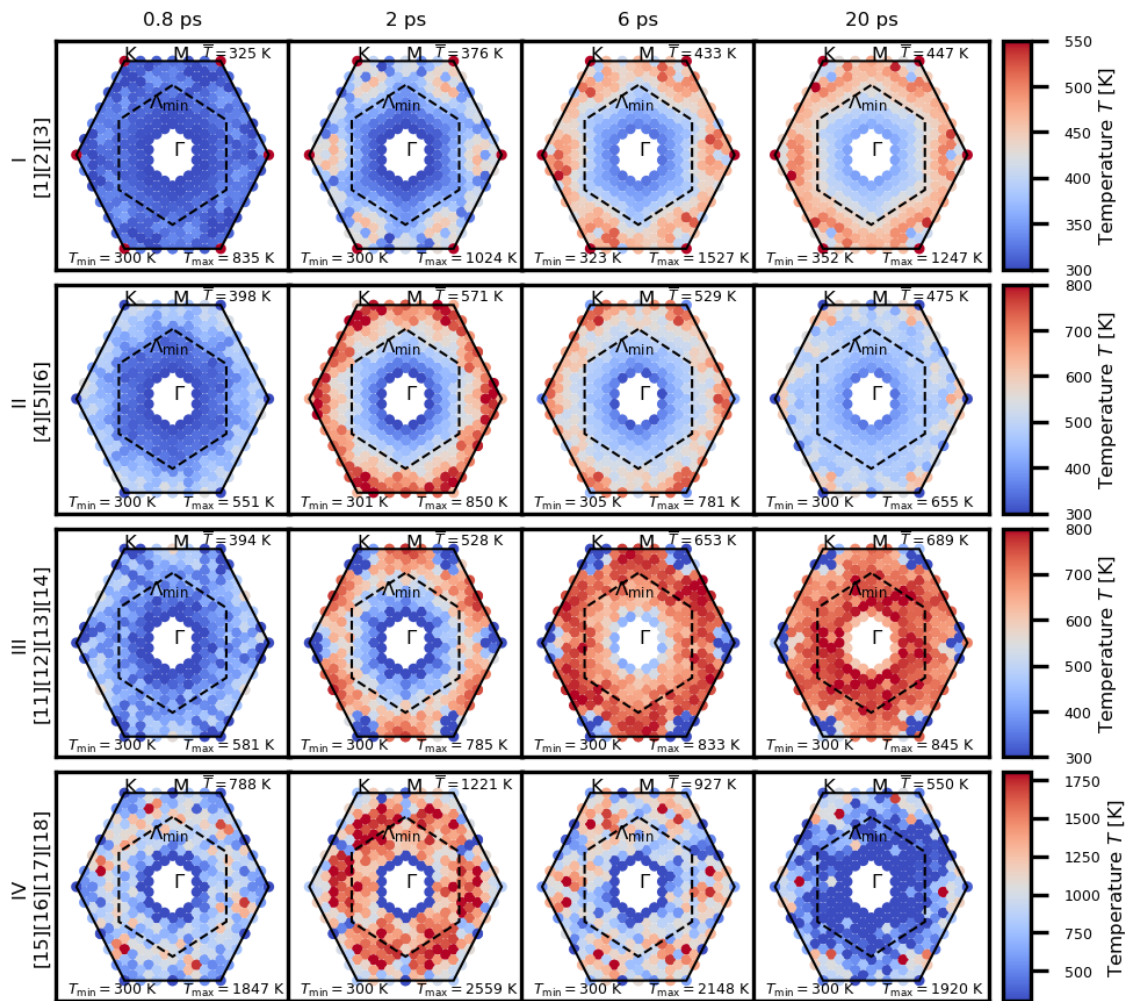 0.8 ps 2 ps 6 ps 20 ps
K M T̅ = 325 K K M T̅ = 376 K K M T̅ = 433 K K M T̅ = 447 K 550
Λmin Λmin Λmin Λmin 500
I [1][2][3] Γ Γ Γ Γ 450 Temperature T [K]
400
350
Tmin = 300 K Tmax = 835 K Tmin = 300 K Tmax = 1024 K Tmin = 323 K Tmax = 1527 K Tmin = 352 K Tmax = 1247 K 300
K M T̅ = 398 K K M T̅ = 571 K K M T̅ = 529 K K M T̅ = 475 K 800
Λmin Λmin Λmin Λmin 700
II [4][5][6] Γ Γ Γ Γ 600 Temperature T [K]
500
400
Tmin = 300 K Tmax = 551 K Tmin = 301 K Tmax = 850 K Tmin = 305 K Tmax = 781 K Tmin = 300 K Tmax = 655 K 300
K M T̅ = 394 K K M T̅ = 528 K K M T̅ = 653 K K M T̅ = 689 K 800
Λmin Λmin Λmin Λmin 700
III [11][12][13][14] Γ Γ Γ Γ 600 Temperature T [K]
500
400
Tmin = 300 K Tmax = 581 K Tmin = 300 K Tmax = 785 K Tmin = 300 K Tmax = 833 K Tmin = 300 K Tmax = 845 K 300
K M T̅ = 788 K K M T̅ = 1221 K K M T̅ = 927 K K M T̅ = 550 K 1750
Λmin Λmin Λmin Λmin 1500
1250
IV [15][16][17][18] Γ Γ Γ Γ 1000 Temperature T [K]
750
500
Tmin = 300 K Tmax = 1847 K Tmin = 300 K Tmax = 2559 K Tmin = 300 K Tmax = 2148 K Tmin = 300 K Tmax = 1920 K